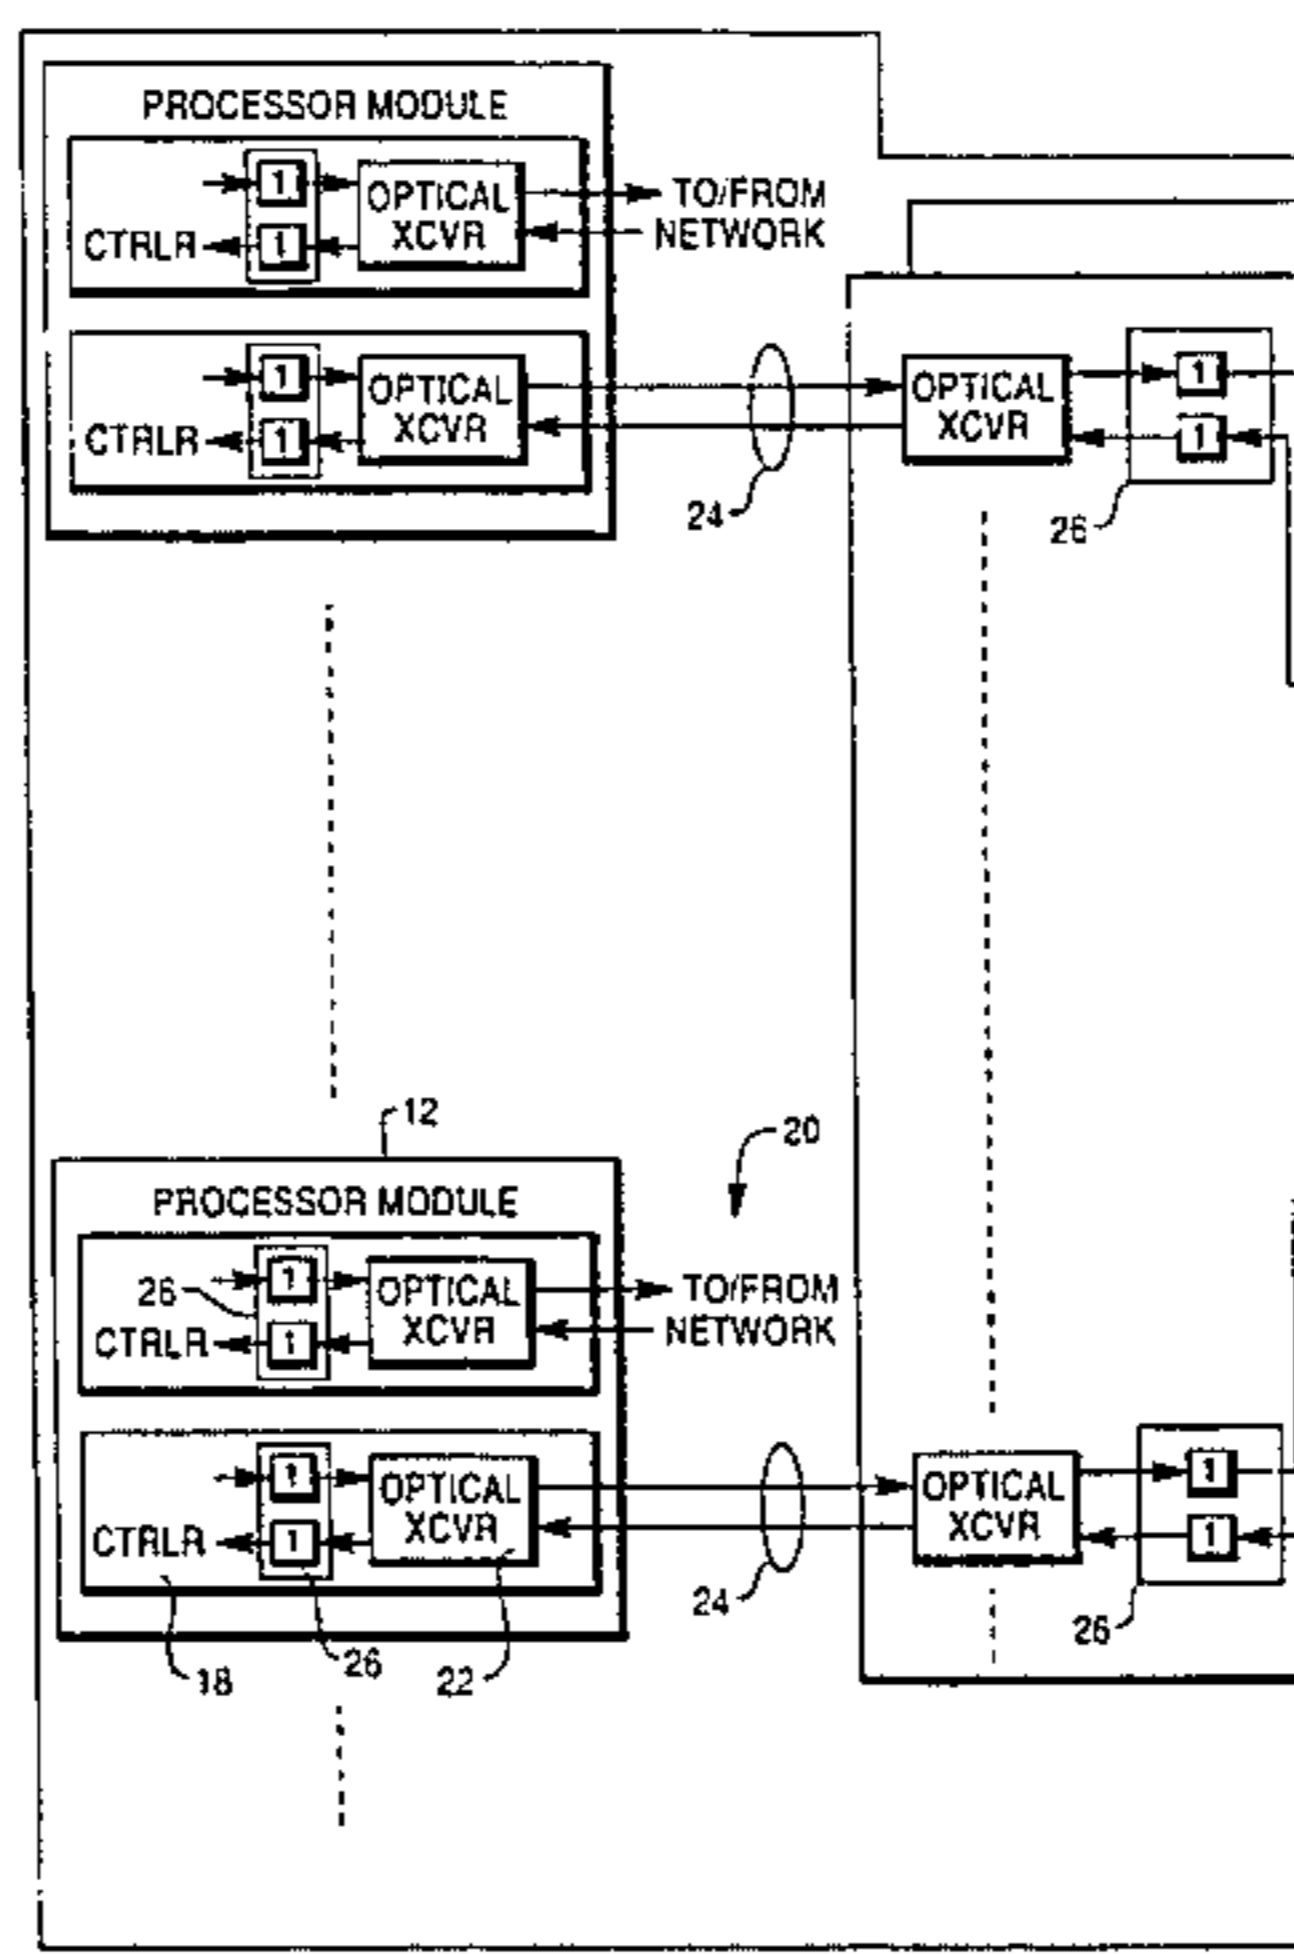 PROCESSOR MODULE
1
OPTICAL
XCVR
TO/FROM
NETWORK
CTRLR
1
1
OPTICAL
XCVR
CTRLR
1
24
OPTICAL
XCVR
1
1
26
12
20
PROCESSOR MODULE
26
1
OPTICAL
XCVR
TO/FROM
NETWORK
CTRLR
1
1
OPTICAL
XCVR
CTRLR
1
18
26
22
24
OPTICAL
XCVR
1
1
26